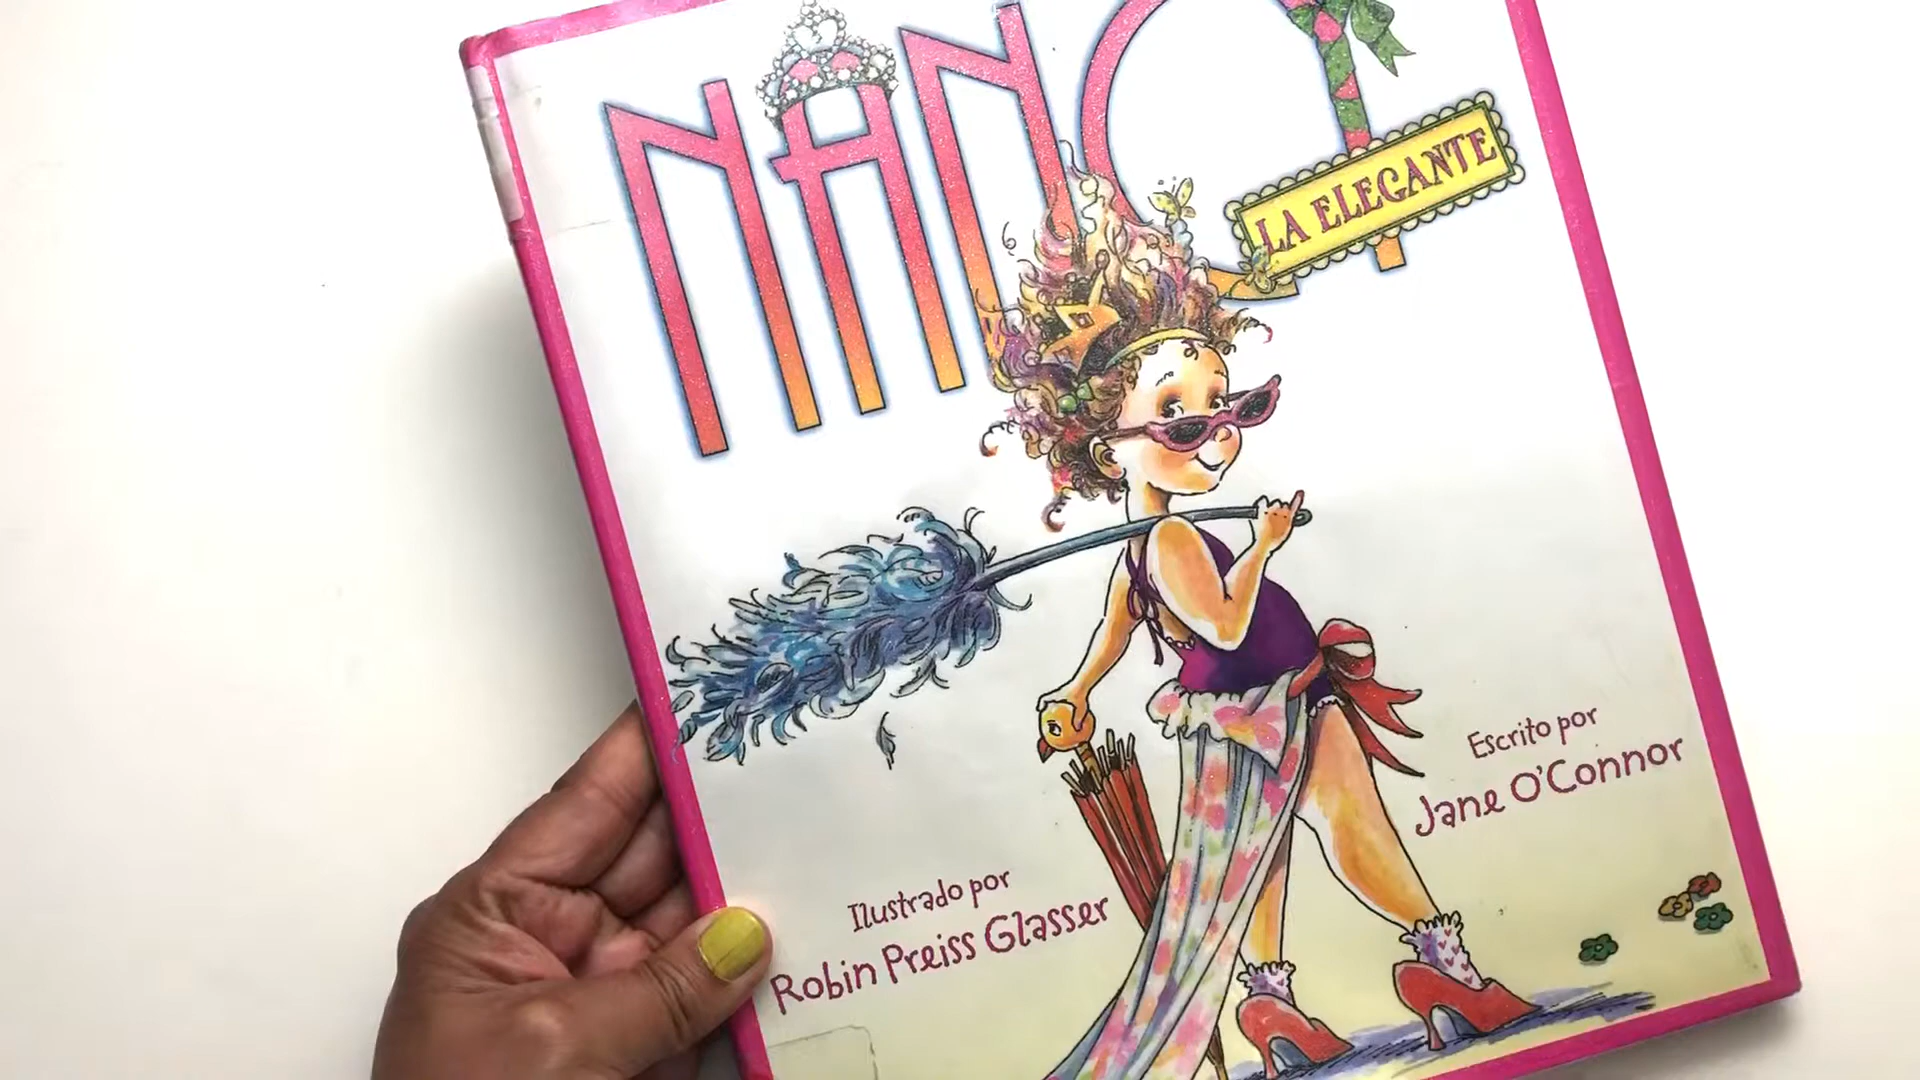 NANCY
LA ELEGANTE
Escrito por
Jane O'Connor
Ilustrado por
Robin Preiss Glasser